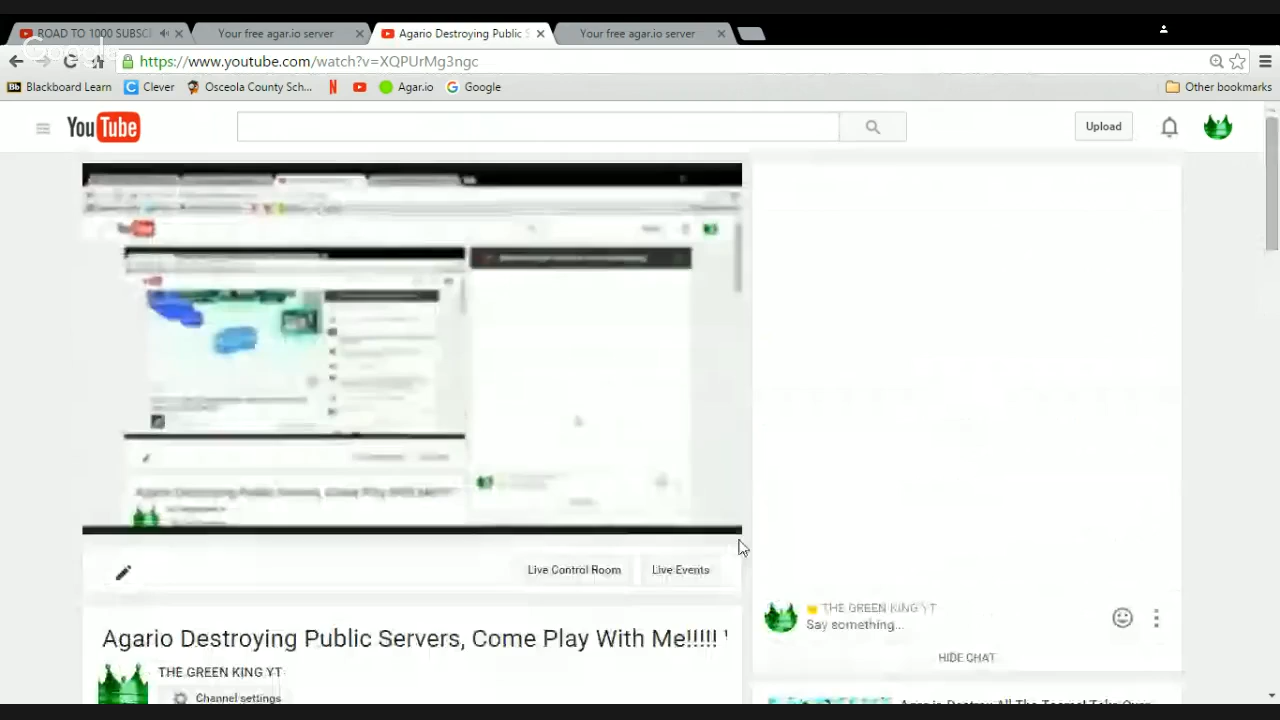 ROAD TO 1000 SUBSC
Your free agar.io server
Agario Destroying Public S
Your free agar.io server
Google
https://www.youtube.com/watch?v=XQPUrMg3ngc
Bb Blackboard Learn
C Clever
Osceola County Sch...
N
Agar.io
G Google
Other bookmarks
YouTube
Upload
Live Control Room
Live Events
THE GREEN KING YT
Say something...
HIDE CHAT
Agario Destroying Public Servers, Come Play With Me!!!!!
THE GREEN KING YT
Channel settings